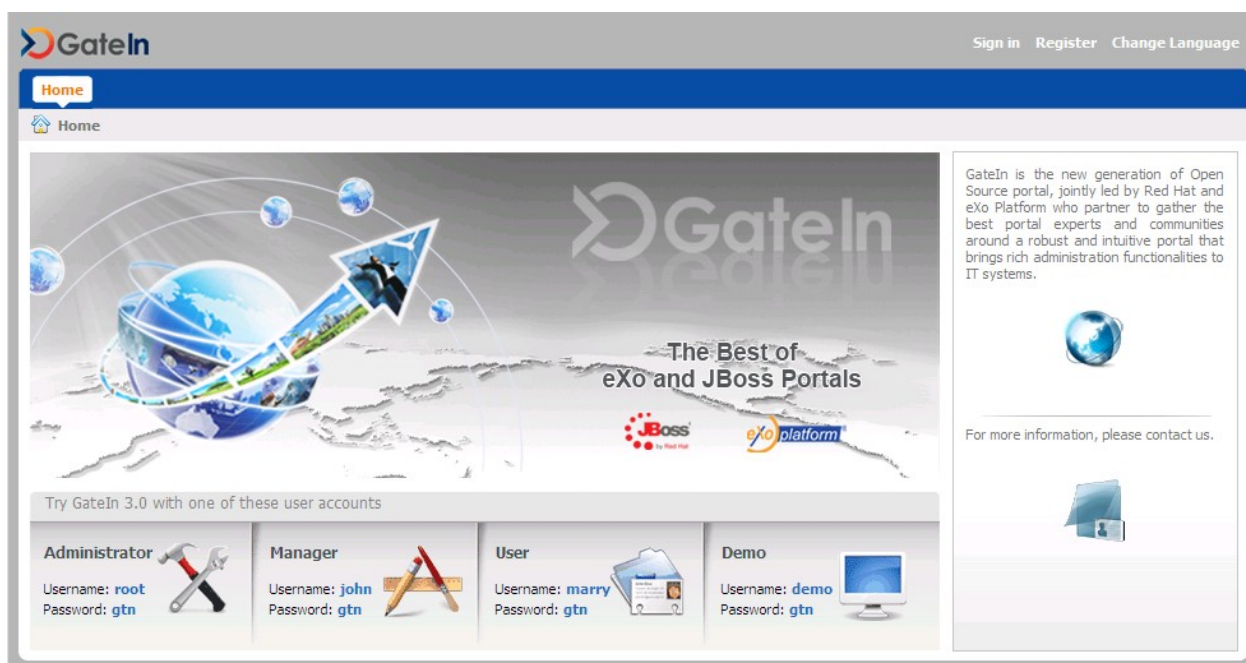 GateIn
Sign in Register Change Language
Home
Home
GateIn
The Best of
eXo and JBoss Portals
JBoss
by Red Hat
eXo platform
GateIn is the new generation of Open
Source portal, jointly led by Red Hat and
eXo Platform who partner to gather the
best portal experts and communities
around a robust and intuitive portal that
brings rich administration functionalities to
IT systems.
For more information, please contact us.
Try GateIn 3.0 with one of these user accounts
Administrator
Username: root
Password: gtn
Manager
Username: john
Password: gtn
User
Username: marry
Password: gtn
Demo
Username: demo
Password: gtn